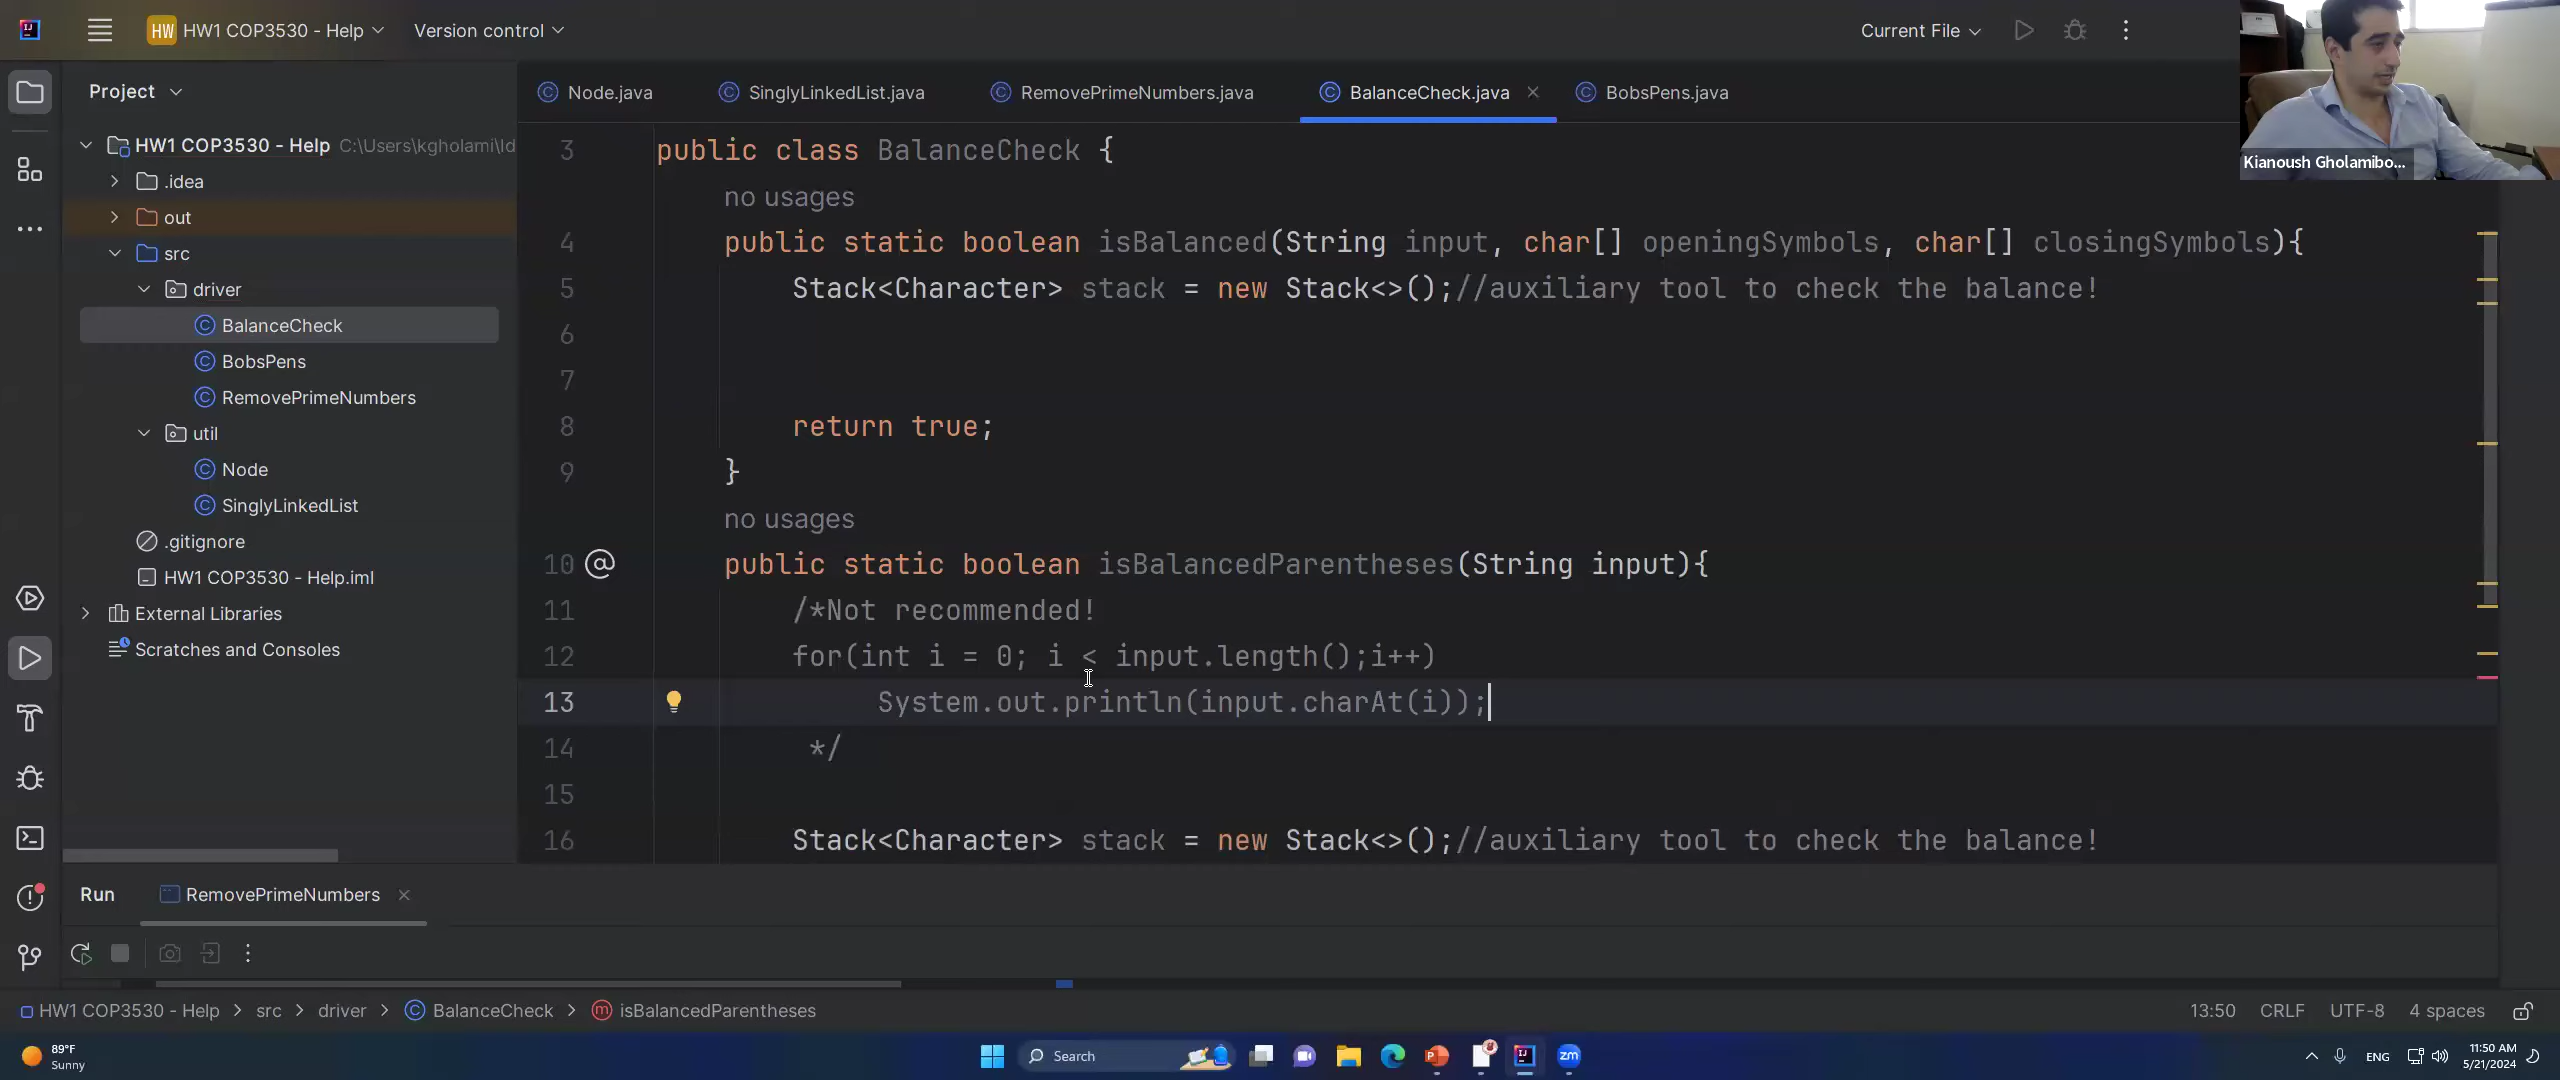 HW HW1 COP3530 - Help Version control Current File
Project
Node.java SinglyLinkedList.java RemovePrimeNumbers.java BalanceCheck.java BobsPens.java
Kianoush Gholamibo...
HW1 COP3530 - Help C:\Users\kgholami\Id
.idea
out
src
driver
BalanceCheck
BobsPens
RemovePrimeNumbers
util
Node
SinglyLinkedList
.gitignore
HW1 COP3530 - Help.iml
External Libraries
Scratches and Consoles
3 public class BalanceCheck {
no usages
4 public static boolean isBalanced(String input, char[] openingSymbols, char[] closingSymbols){
5 Stack<Character> stack = new Stack<>();//auxiliary tool to check the balance!
6
7
8 return true;
9 }
no usages
10 @ public static boolean isBalancedParentheses(String input){
11 /*Not recommended!
12 for(int i = 0; i < input.length();i++)
13 System.out.println(input.charAt(i));
14 */
15
16 Stack<Character> stack = new Stack<>();//auxiliary tool to check the balance!
Run RemovePrimeNumbers
HW1 COP3530 - Help > src > driver > BalanceCheck > isBalancedParentheses 13:50 CRLF UTF-8 4 spaces
89°F
Sunny
Search
ENG
11:50 AM
5/21/2024